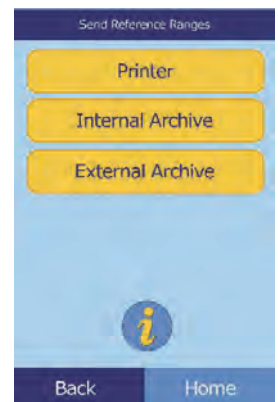 Send Reference Ranges
Printer
Internal Archive
External Archive
i
Back Home